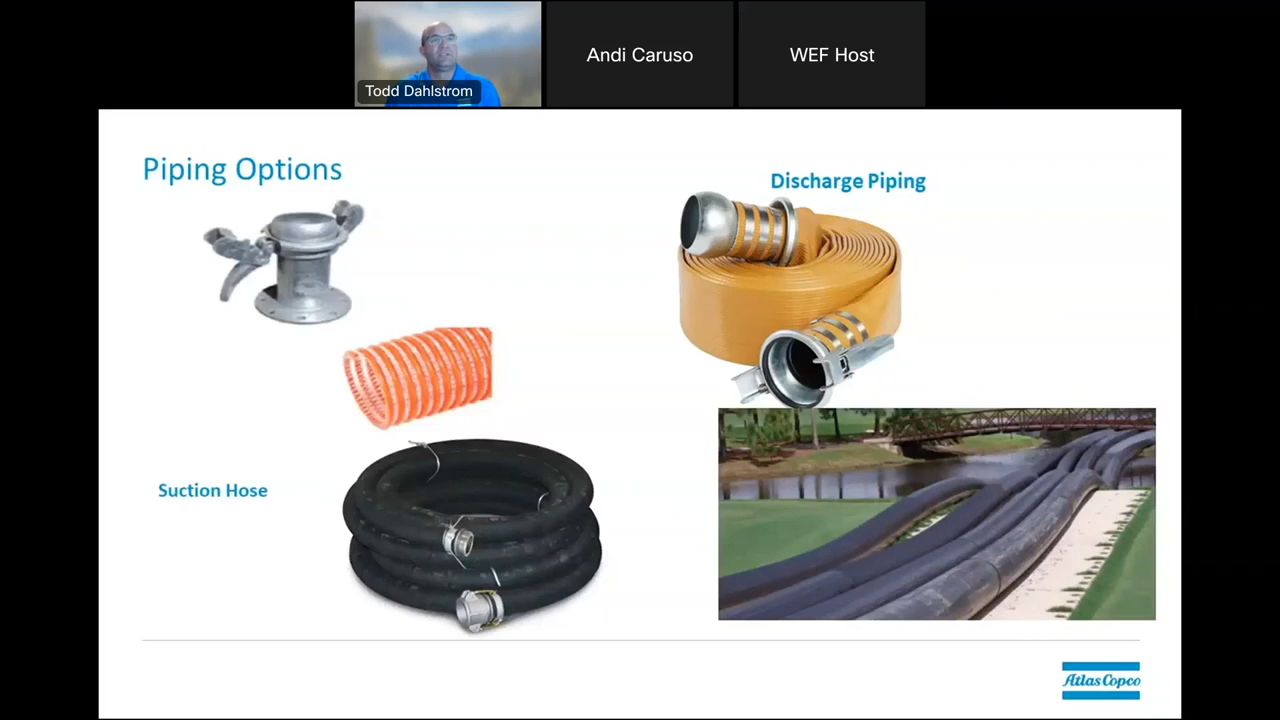 Todd Dahlstrom
Andi Caruso
WEF Host
Piping Options
Discharge Piping
Suction Hose
Atlas Copco